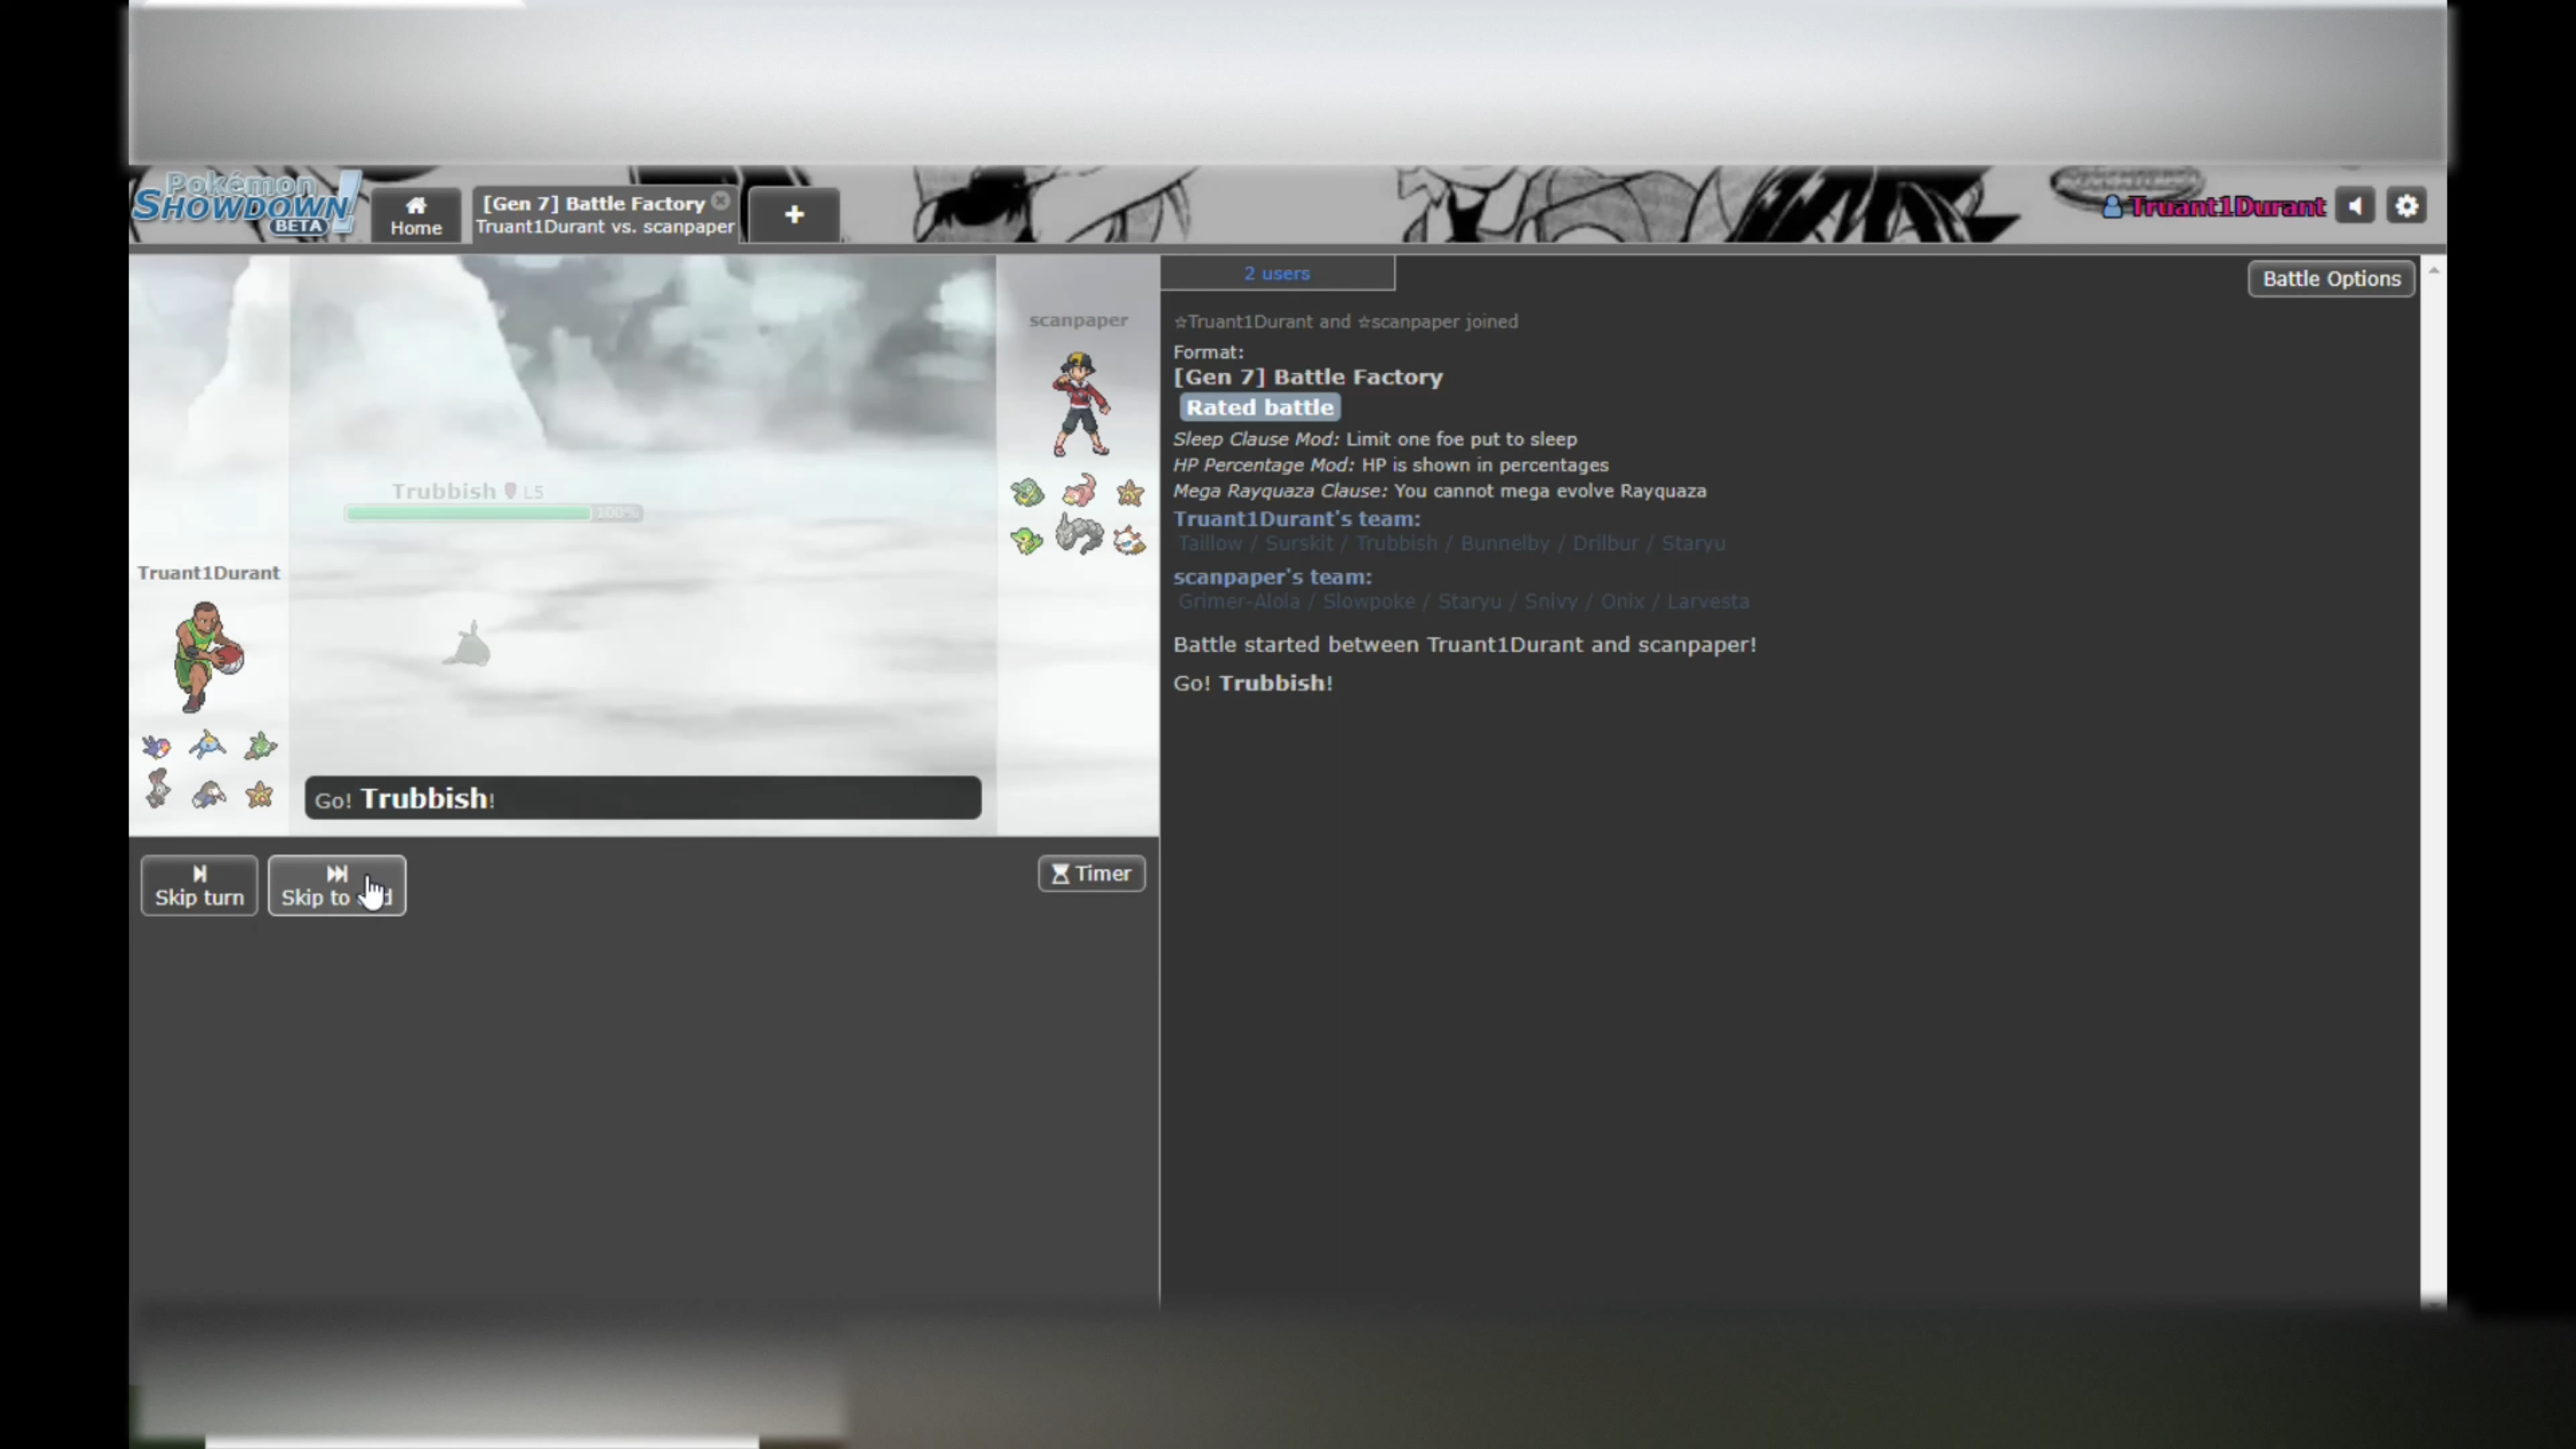 Pokémon
SHOWDOWN!
BETA
Home
[Gen 7] Battle Factory
Truant1Durant vs. scanpaper
Truant1Durant
scanpaper
Trubbish L5
100%
Truant1Durant
Go! Trubbish!
Skip turn
Skip to
Timer
2 users
Battle Options
☆Truant1Durant and ☆scanpaper joined
Format:
[Gen 7] Battle Factory
Rated battle
Sleep Clause Mod: Limit one foe put to sleep
HP Percentage Mod: HP is shown in percentages
Mega Rayquaza Clause: You cannot mega evolve Rayquaza
Truant1Durant's team:
Taillow / Surskit / Trubbish / Bunnelby / Drilbur / Staryu
scanpaper's team:
Grimer-Alola / Slowpoke / Staryu / Snivy / Onix / Larvesta
Battle started between Truant1Durant and scanpaper!
Go! Trubbish!